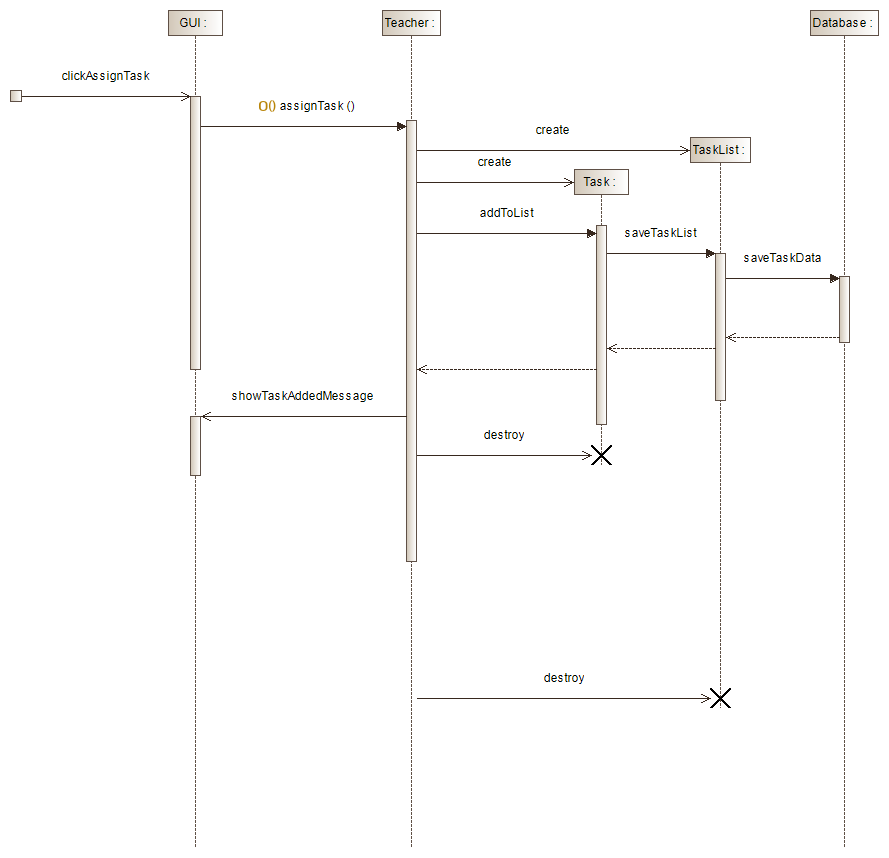 GUI :
Teacher :
Database :
clickAssignTask
O() assignTask ()
create
TaskList :
create
Task :
addToList
saveTaskList
saveTaskData
showTaskAddedMessage
destroy
destroy